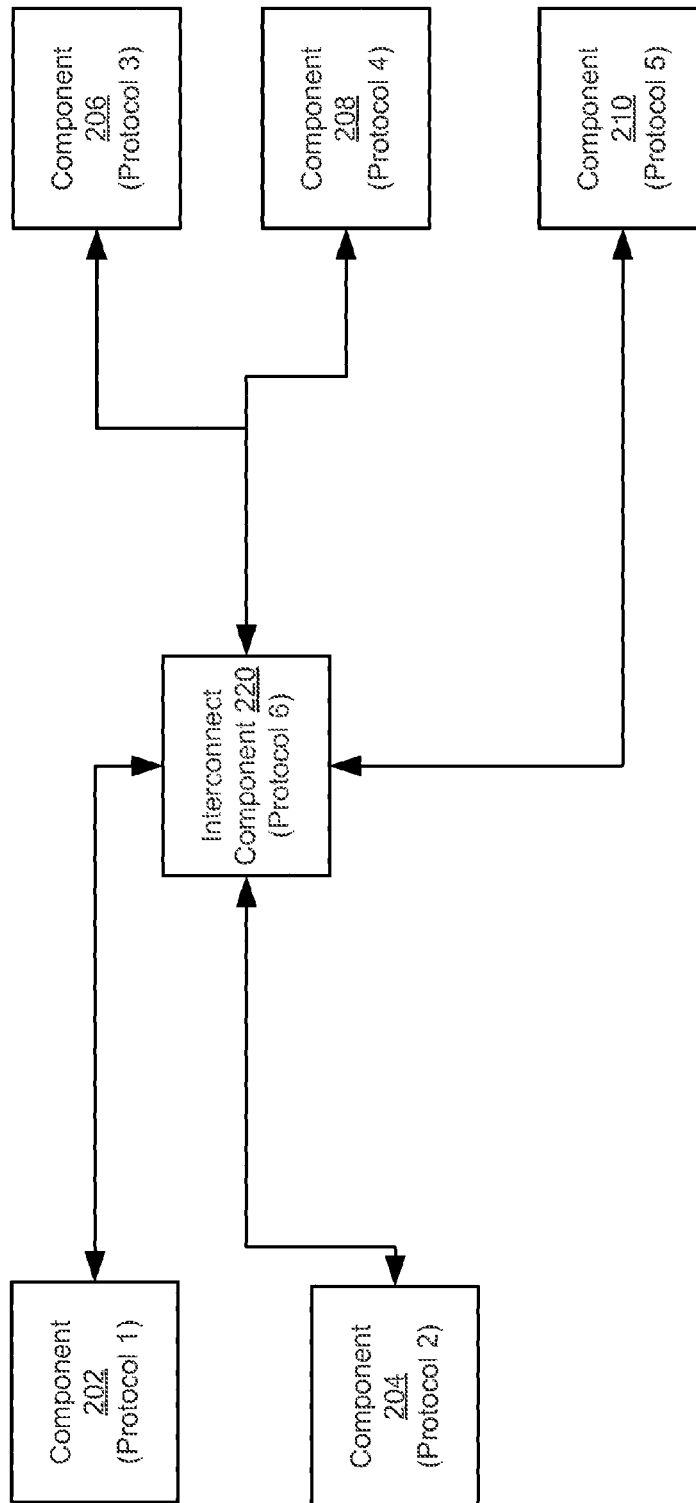 Component
202
(Protocol 1)
Component
204
(Protocol 2)
Interconnect
Component 220
(Protocol 6)
Component
206
(Protocol 3)
Component
208
(Protocol 4)
Component
210
(Protocol 5)